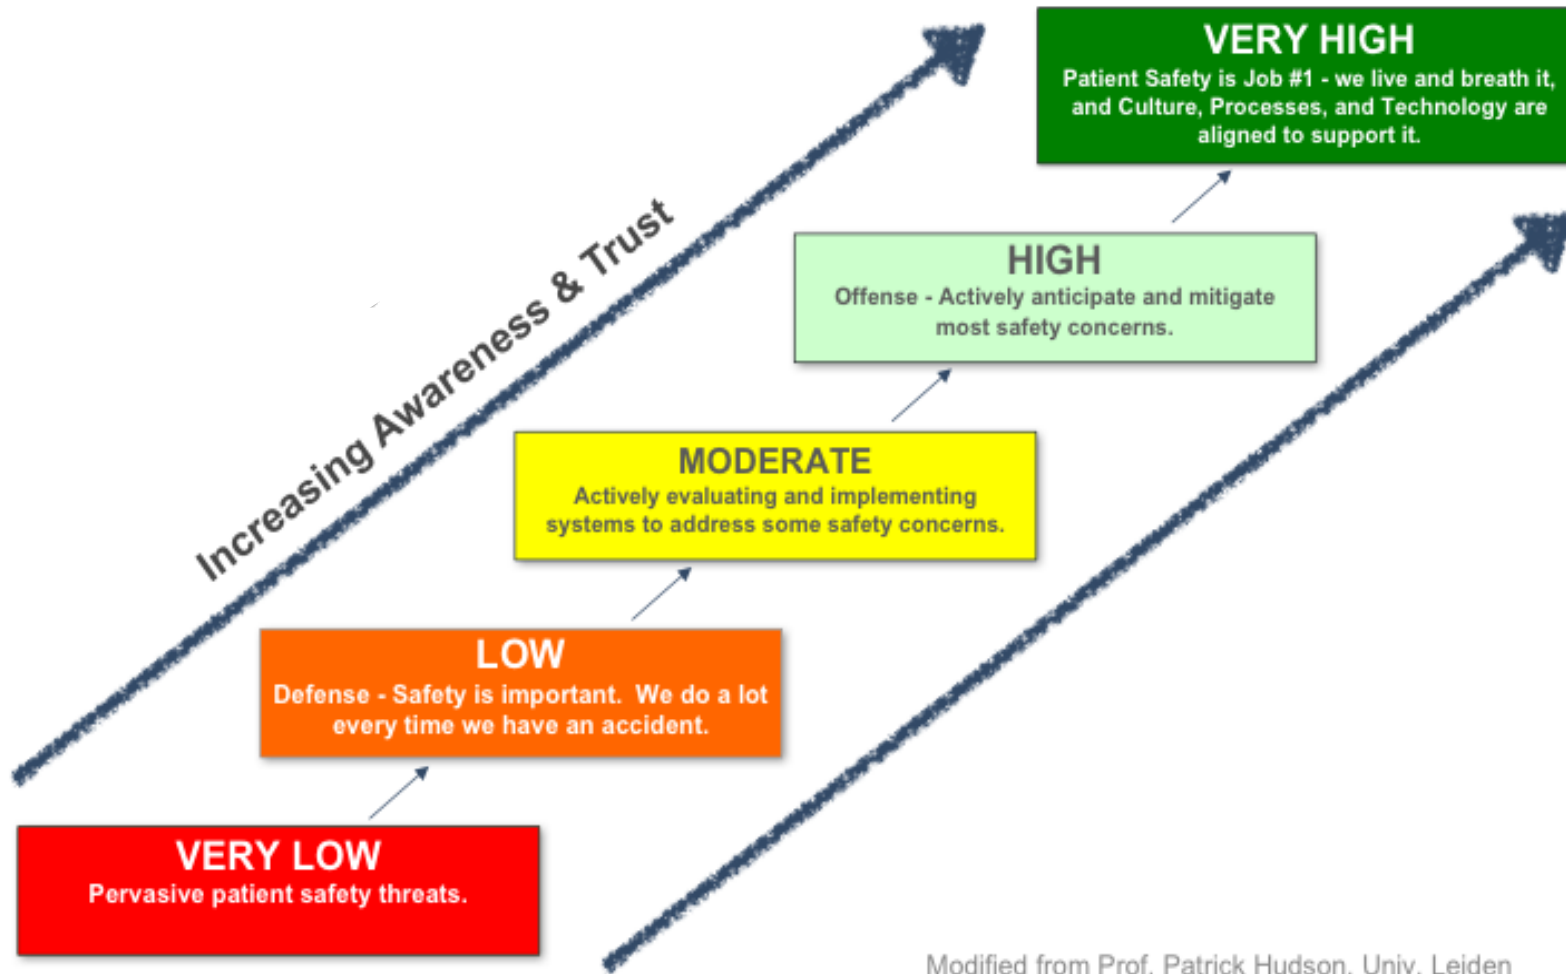 VERY HIGH
Patient Safety is Job #1 - we live and breath it,
and Culture, Processes, and Technology are
aligned to support it.
Increasing Awareness & Trust
HIGH
Offense - Actively anticipate and mitigate
most safety concerns.
MODERATE
Actively evaluating and implementing
systems to address some safety concerns.
LOW
Defense - Safety is important.  We do a lot
every time we have an accident.
VERY LOW
Pervasive patient safety threats.
Modified from Prof. Patrick Hudson, Univ. Leiden